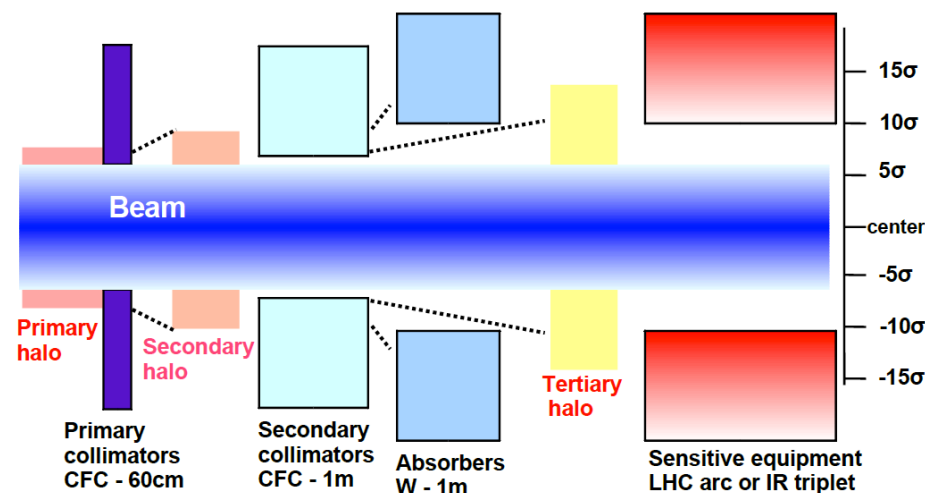 15σ
10σ
5σ
Beam
center
-5σ
-10σ
-15σ
Primary
halo
Secondary
halo
Tertiary
halo
Primary
collimators
CFC - 60cm
Secondary
collimators
CFC - 1m
Absorbers
W - 1m
Sensitive equipment
LHC arc or IR triplet